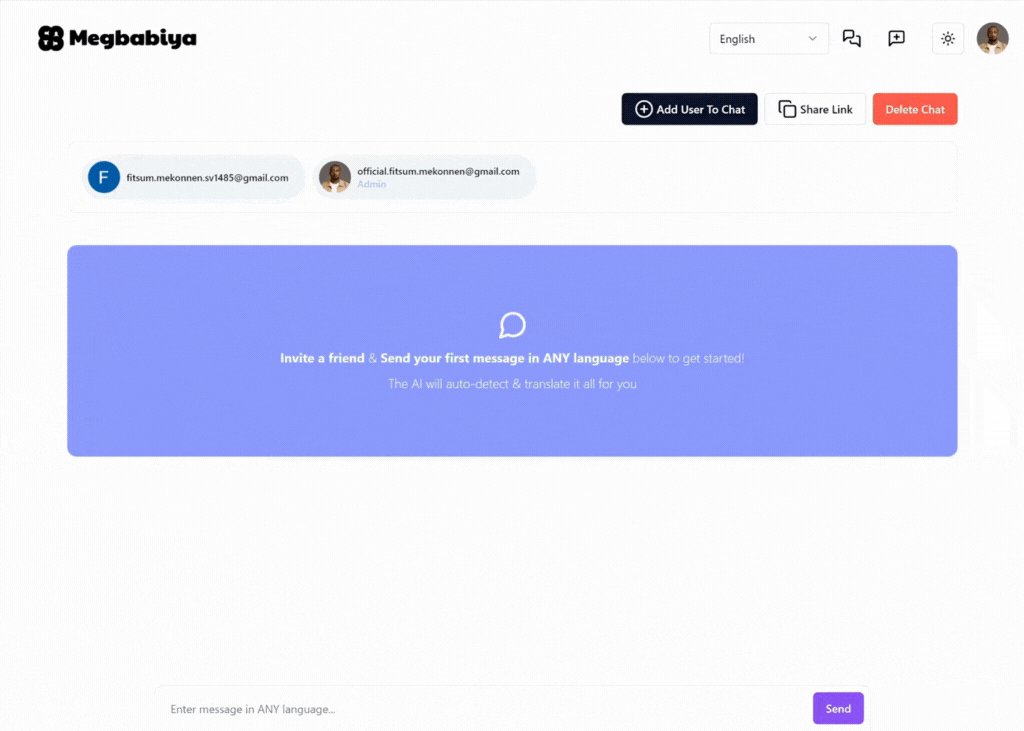 Megbabiya
English
Add User To Chat
Share Link
Delete Chat
F
fitsum.mekonnen.sv1485@gmail.com
official.fitsum.mekonnen@gmail.com
Admin
Invite a friend & Send your first message in ANY language below to get started!
The AI will auto-detect & translate it all for you
Enter message in ANY language...
Send